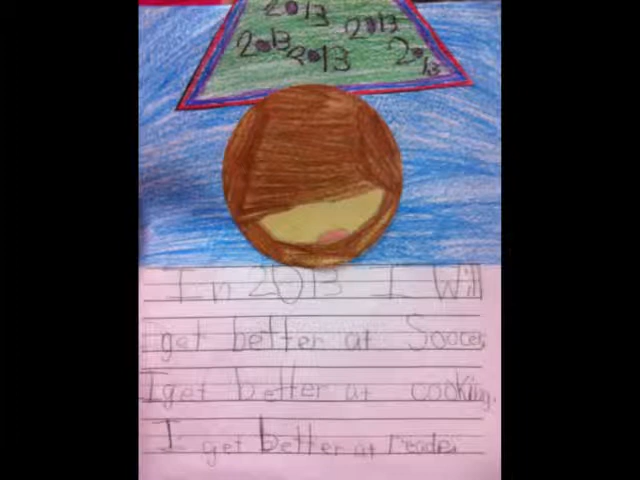 2013
2013
2013
2013
2013
In 2013 I Will
get better at Soccer,
I get better at cooking.
I get better at reade.